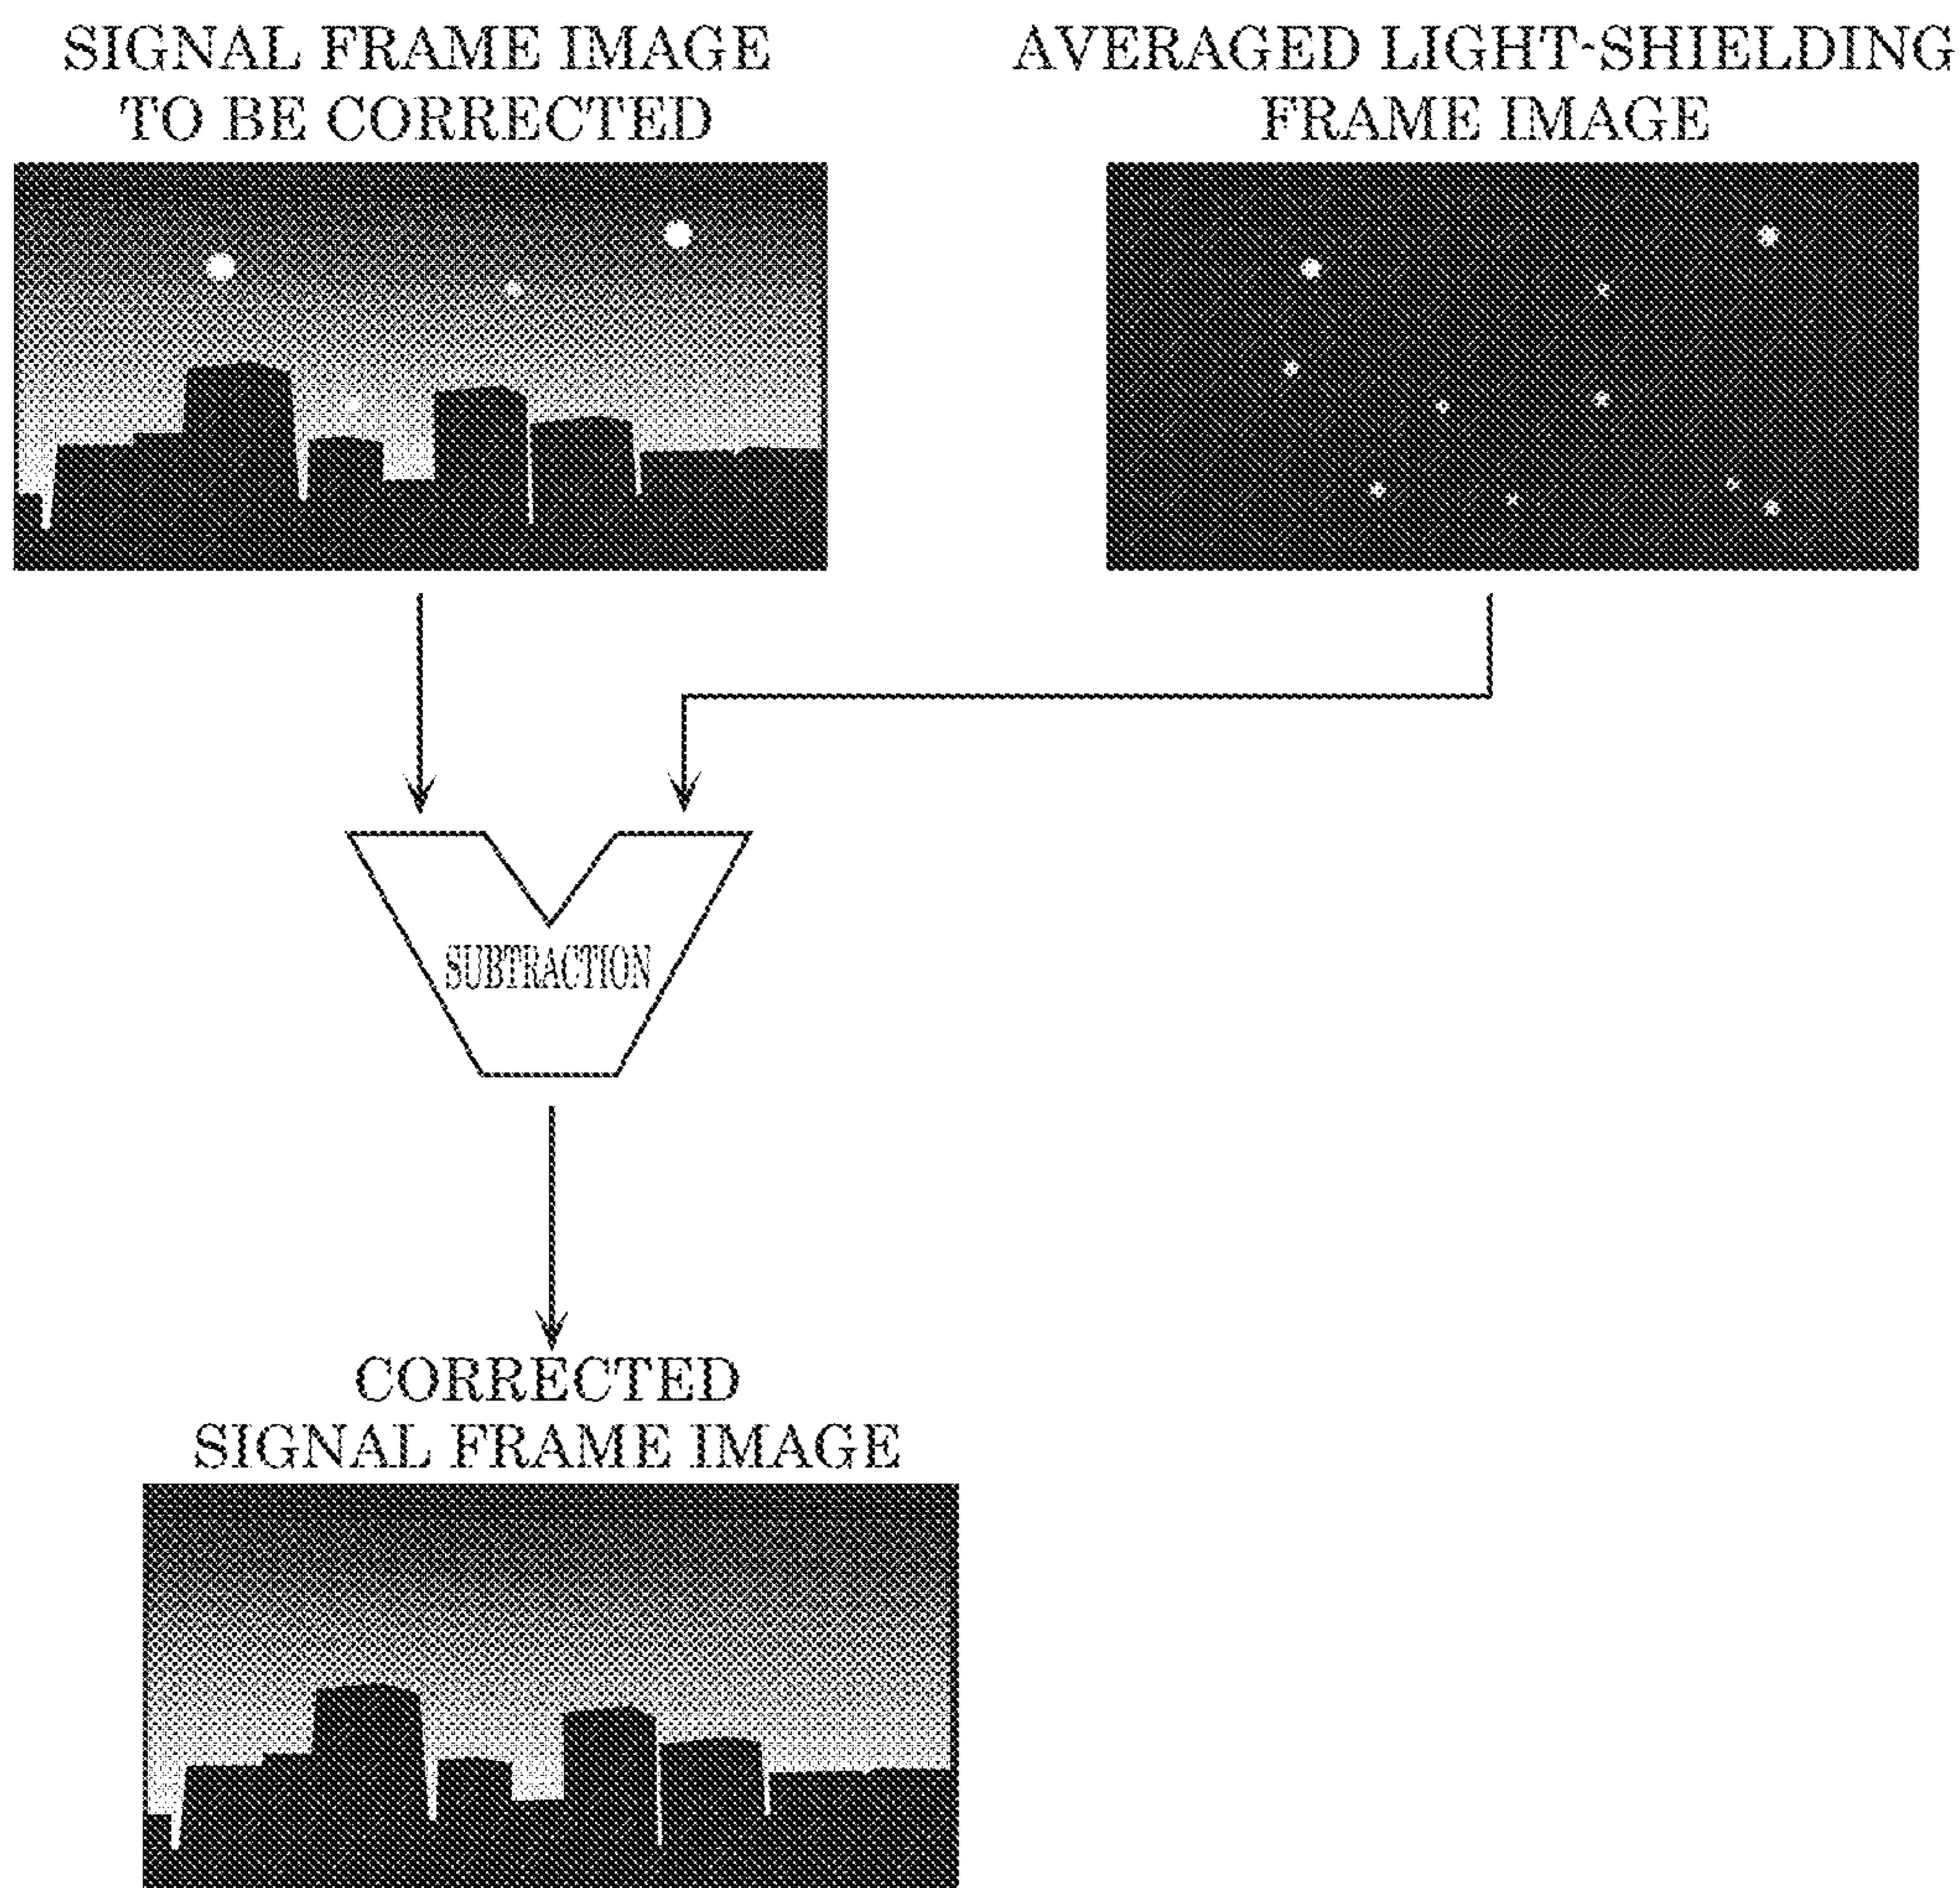 SIGNAL FRAME IMAGE
TO BE CORRECTED
AVERAGED LIGHT-SHIELDING
FRAME IMAGE
SUBTRACTION
CORRECTED
SIGNAL FRAME IMAGE